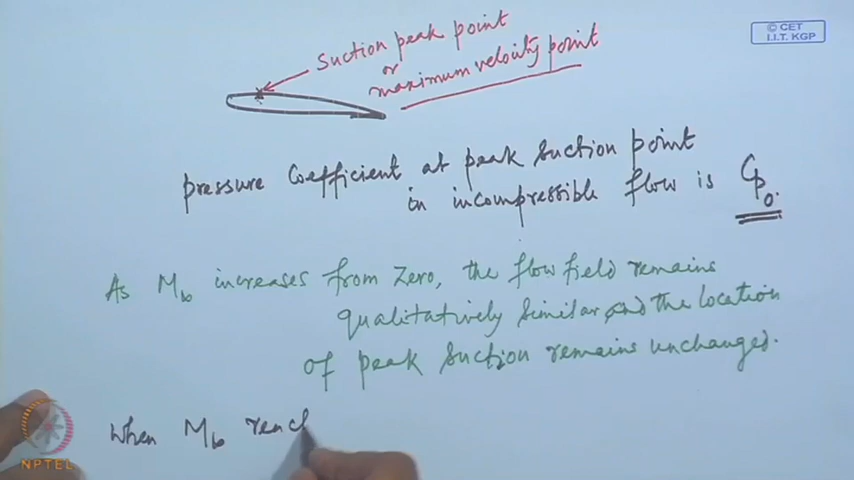 © CET
I.I.T. KGP
Suction peak point
or
maximum velocity point
pressure Coefficient at peak Suction point
in incompressible flow is Cp₀.
As M∞ increases from Zero, the flow field remains
qualitatively similar and the location
of peak suction remains unchanged.
When M∞ reach
NPTEL